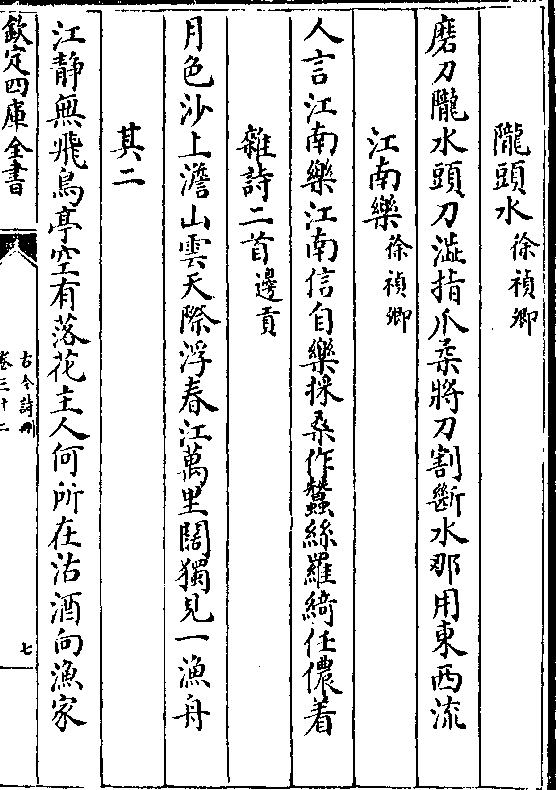 隴頭水徐禎卿
磨刀隴水頭刀澁指爪柔將刀割斷水那用東西流
江南樂徐禎卿
人言江南樂江南信自樂採桑作蠶絲羅綺任儂着
雜詩二首邊貢
月色沙上澹山雲天際浮春江萬里闊獨見一漁舟
其二
江静無飛鳥亭空有落花主人何所在沽酒向漁家
欽定四庫全書
古今詩刪
卷三十二
七